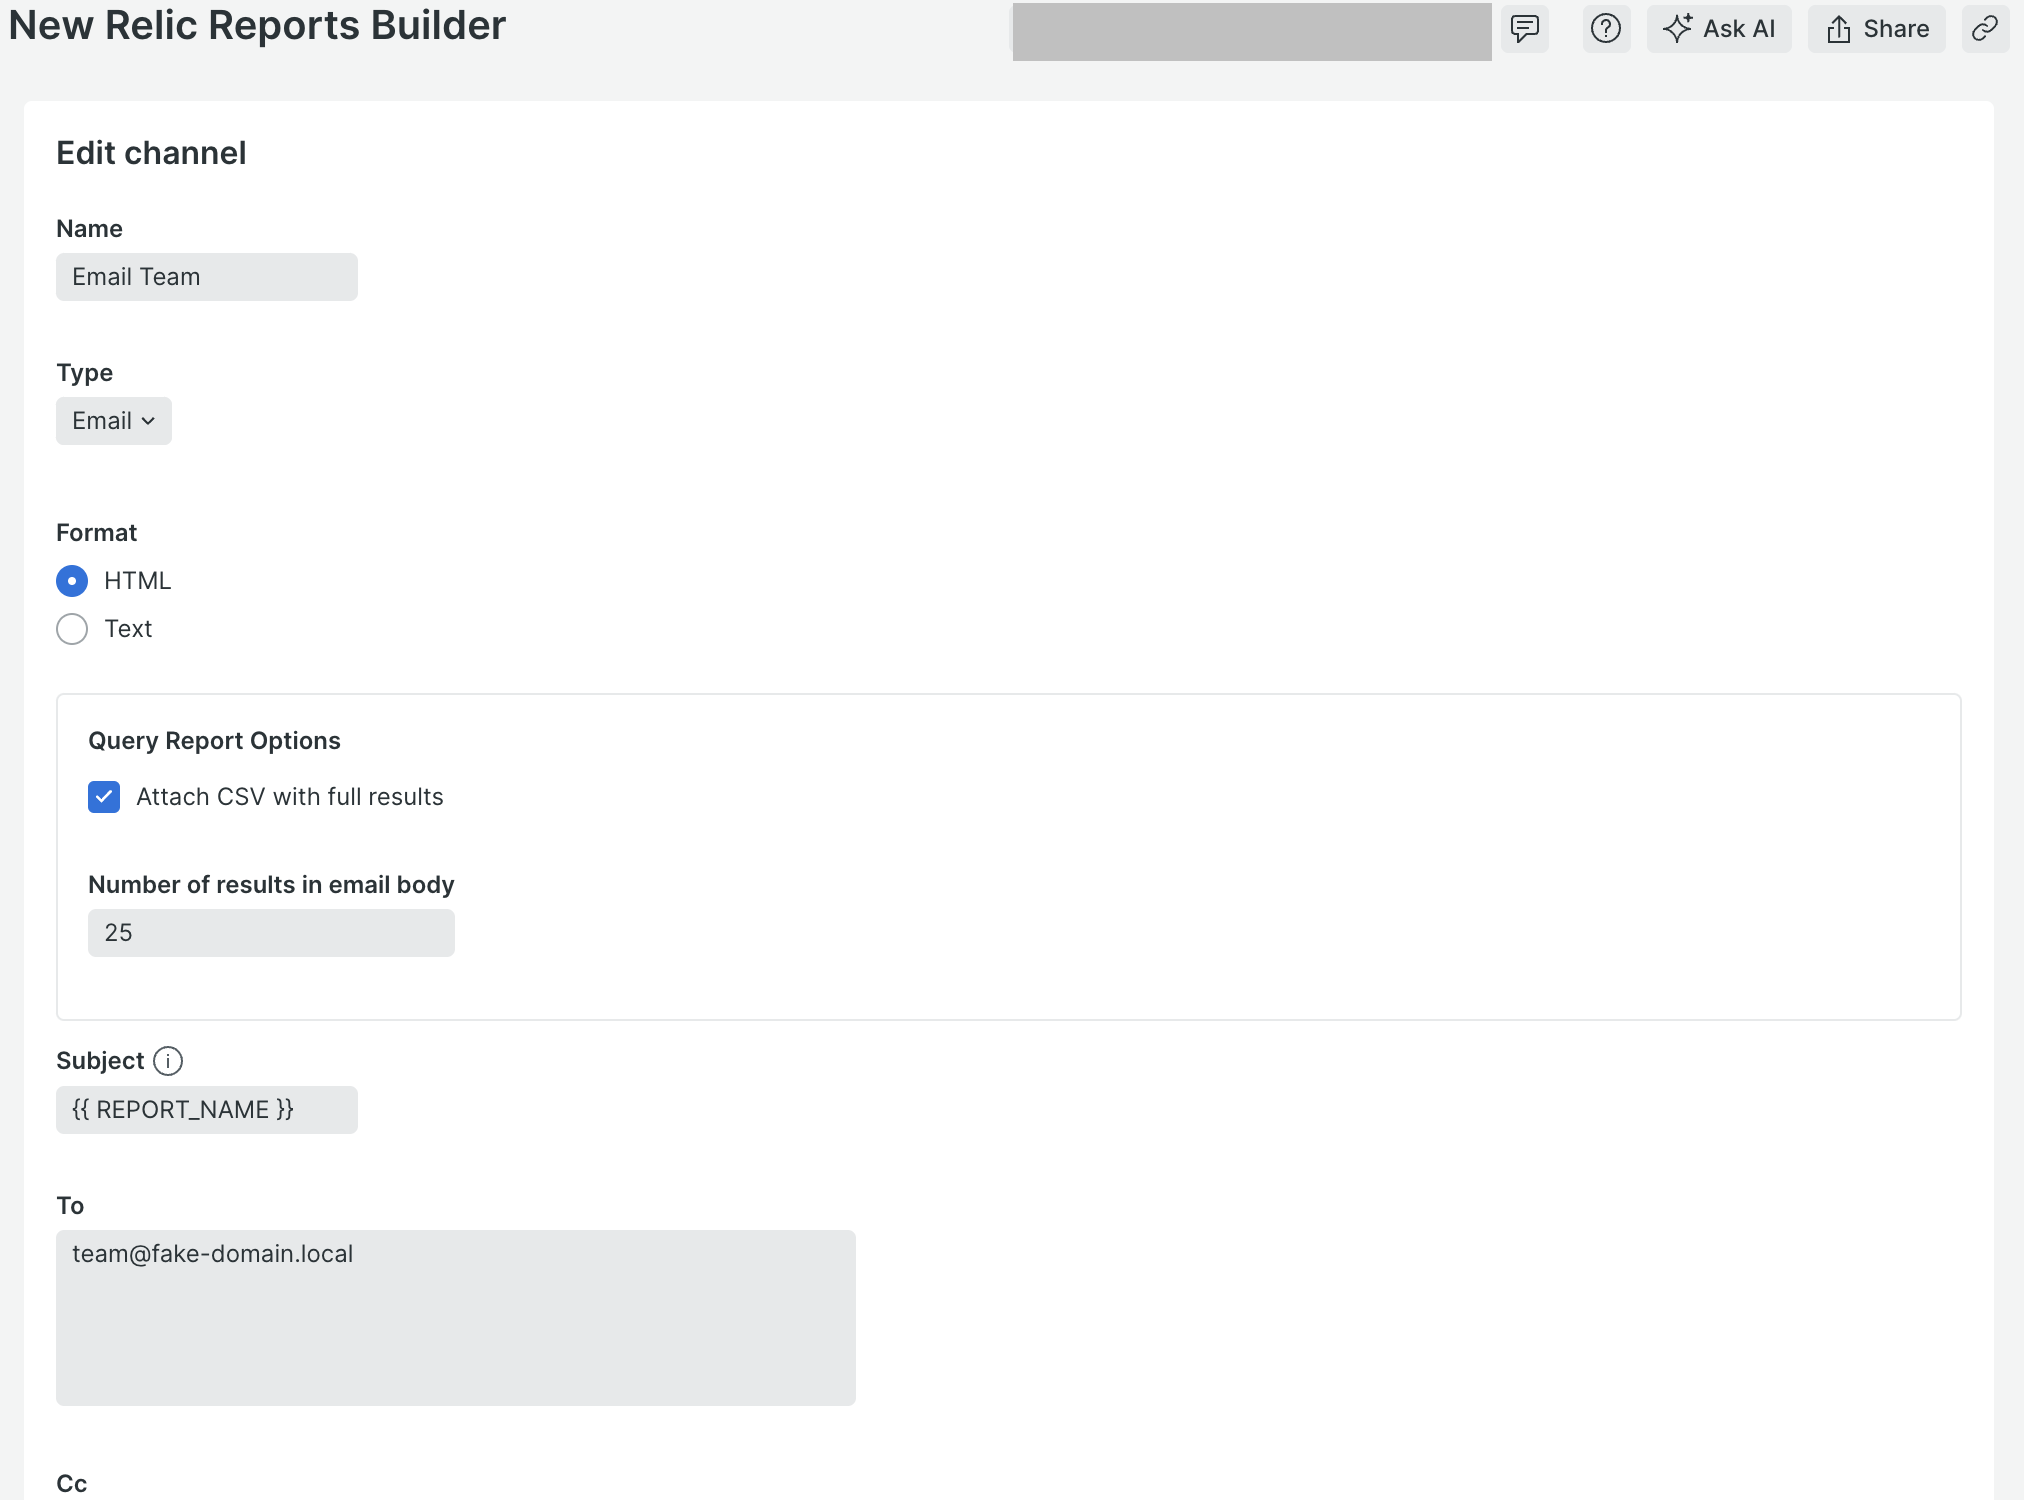 New Relic Reports Builder
Ask AI
Share
Edit channel
Name
Email Team
Type
Email
Format
HTML
Text
Query Report Options
Attach CSV with full results
Number of results in email body
25
Subject
{{ REPORT_NAME }}
To
team@fake-domain.local
Cc